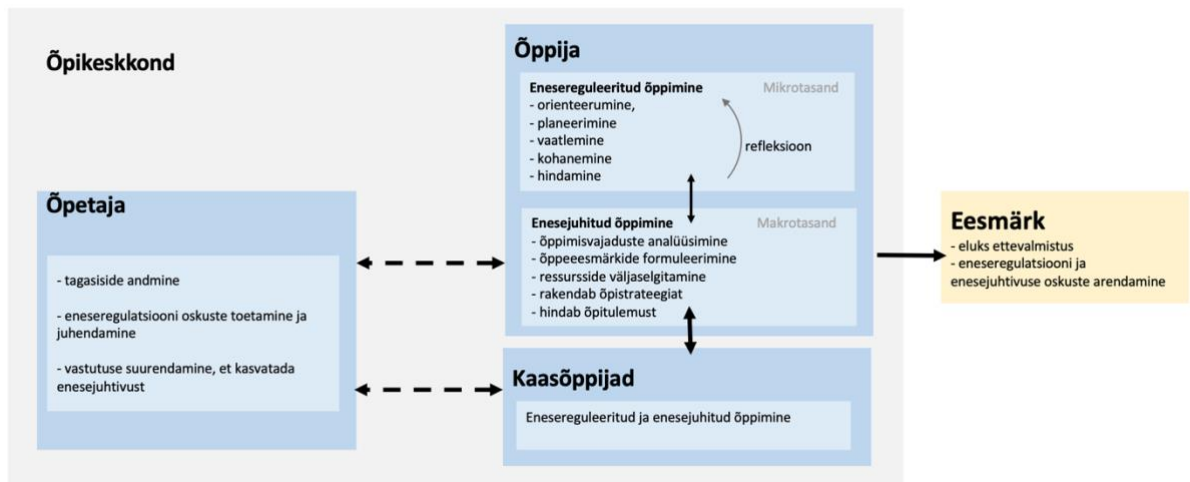 Õpikeskkond
Õppija
Enesereguleeritud õppimine
Mikrotasand
- orienteerumine,
- planeerimine
- vaatlemine
- kohanemine
- hindamine
refleksioon
Enesejuhitud õppimine
Makrotasand
- õppimisvajaduste analüüsimine
- õppeeesmärkide formuleerimine
- ressursside väljaselgitamine
- rakendab õpistrateegiat
- hindab õpitulemust
Õpetaja
- tagasiside andmine
- eneseregulatsiooni oskuste toetamine ja
juhendamine
- vastutuse suurendamine, et kasvatada
enesejuhtivust
Kaasõppijad
Enesereguleeritud ja enesejuhitud õppimine
Eesmärk
- eluks ettevalmistus
- eneseregulatsiooni ja
enesejuhtivuse oskuste arendamine